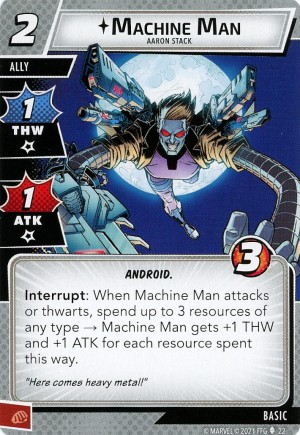 2
MACHINE MAN
AARON STACK
ALLY
1
THW
1
ATK
3
ANDROID.
Interrupt: When Machine Man attacks
or thwarts, spend up to 3 resources of
any type → Machine Man gets +1 THW
and +1 ATK for each resource spent
this way.
"Here comes heavy metal!"
BASIC
© MARVEL © 2021 FFG 22